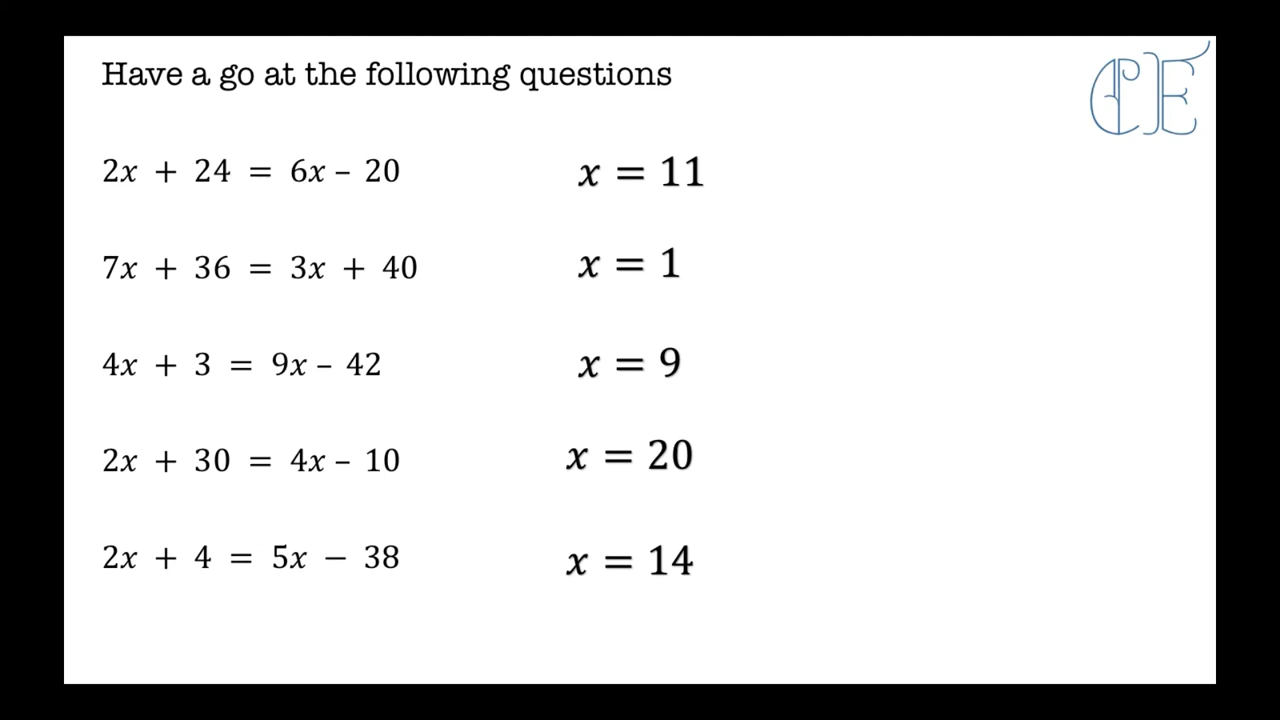 Have a go at the following questions
CE
2x + 24 = 6x – 20 x = 11
7x + 36 = 3x + 40 x = 1
4x + 3 = 9x – 42 x = 9
2x + 30 = 4x – 10 x = 20
2x + 4 = 5x − 38 x = 14